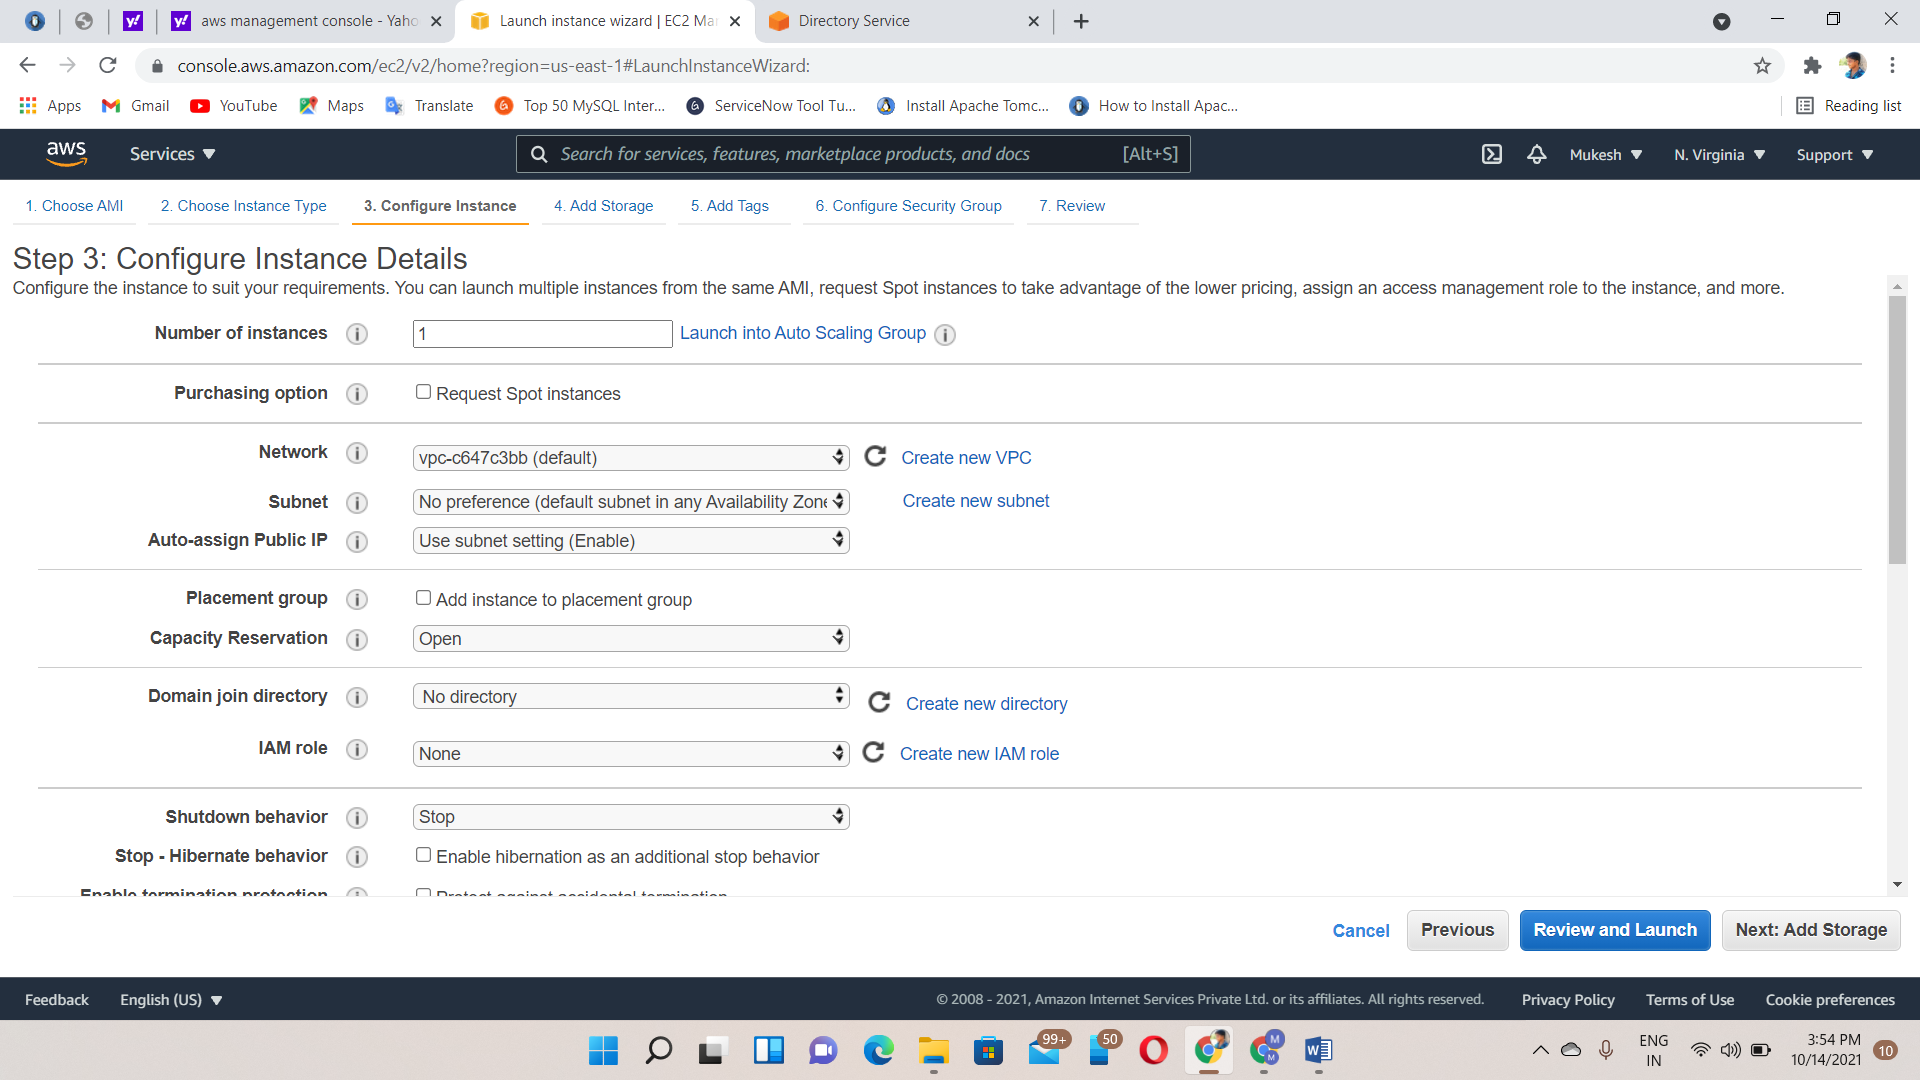 aws management console - Yaho
Launch instance wizard | EC2 Mar
Directory Service
console.aws.amazon.com/ec2/v2/home?region=us-east-1#LaunchInstanceWizard:
Apps
Gmail
YouTube
Maps
Translate
Top 50 MySQL Inter...
ServiceNow Tool Tu...
Install Apache Tomc...
How to Install Apac...
Reading list
aws
Services
Search for services, features, marketplace products, and docs
[Alt+S]
Mukesh
N. Virginia
Support
1. Choose AMI
2. Choose Instance Type
3. Configure Instance
4. Add Storage
5. Add Tags
6. Configure Security Group
7. Review
Step 3: Configure Instance Details
Configure the instance to suit your requirements. You can launch multiple instances from the same AMI, request Spot instances to take advantage of the lower pricing, assign an access management role to the instance, and more.
Number of instances
1
Launch into Auto Scaling Group
Purchasing option
Request Spot instances
Network
vpc-c647c3bb (default)
Create new VPC
Subnet
No preference (default subnet in any Availability Zone
Create new subnet
Auto-assign Public IP
Use subnet setting (Enable)
Placement group
Add instance to placement group
Capacity Reservation
Open
Domain join directory
No directory
Create new directory
IAM role
None
Create new IAM role
Shutdown behavior
Stop
Stop - Hibernate behavior
Enable hibernation as an additional stop behavior
Enable termination protection
Protect against accidental termination
Cancel
Previous
Review and Launch
Next: Add Storage
Feedback
English (US)
© 2008 - 2021, Amazon Internet Services Private Ltd. or its affiliates. All rights reserved.
Privacy Policy
Terms of Use
Cookie preferences
99+
50
M
M
ENG
IN
3:54 PM
10/14/2021
10